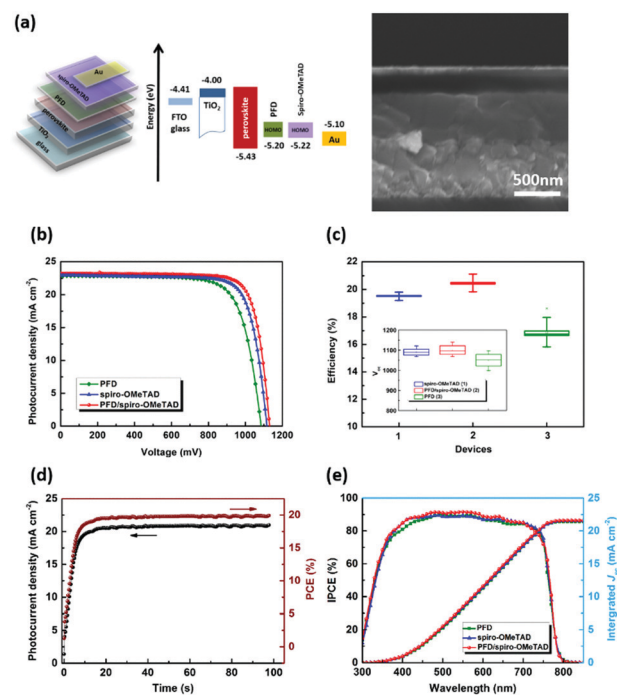 (a)
Au
spiro-OMeTAD
PFD
perovskite
TiO2
glass
Energy (eV)
-4.41
FTO
glass
-4.00
TiO2
perovskite
-5.43
PFD
HOMO
-5.20
Spiro-OMeTAD
HOMO
-5.22
-5.10
Au
500nm
(b)
Photocurrent density (mA cm-2)
25
20
15
10
5
0
PFD
spiro-OMeTAD
PFD/spiro-OMeTAD
0 200 400 600 800 1000 1200
Voltage (mV)
(c)
Efficiency (%)
22
20
18
16
14
12
1100
1000
900
800
spiro-OMeTAD (1)
PFD/spiro-OMeTAD (2)
PFD (3)
1 2 3
Devices
(d)
Photocurrent density (mA cm-2)
25
20
15
10
5
0
20
15
10
5
0
PCE (%)
0 20 40 60 80 100
Time (s)
(e)
IPCE (%)
100
80
60
40
20
0
25
20
15
10
5
0
Intergrated J
(mA cm-2)
PFD
spiro-OMeTAD
PFD/spiro-OMeTAD
300 400 500 600 700 800
Wavelength (nm)